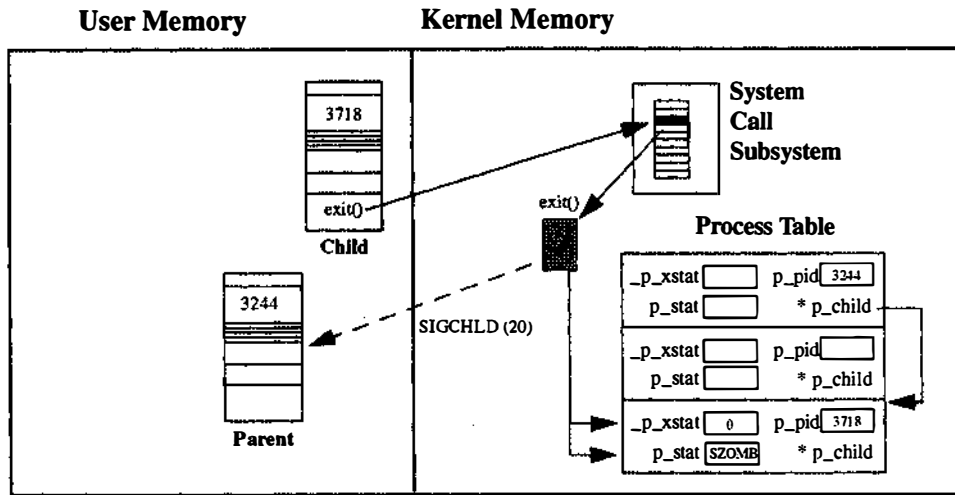 User Memory
Kernel Memory
3718
exit()
Child
System
Call
Subsystem
exit()
Process Table
3244
Parent
SIGCHLD (20)
_p_xstat p_pid 3244
p_stat * p_child
_p_xstat p_pid
p_stat * p_child
_p_xstat 0 p_pid 3718
p_stat SZOMB * p_child